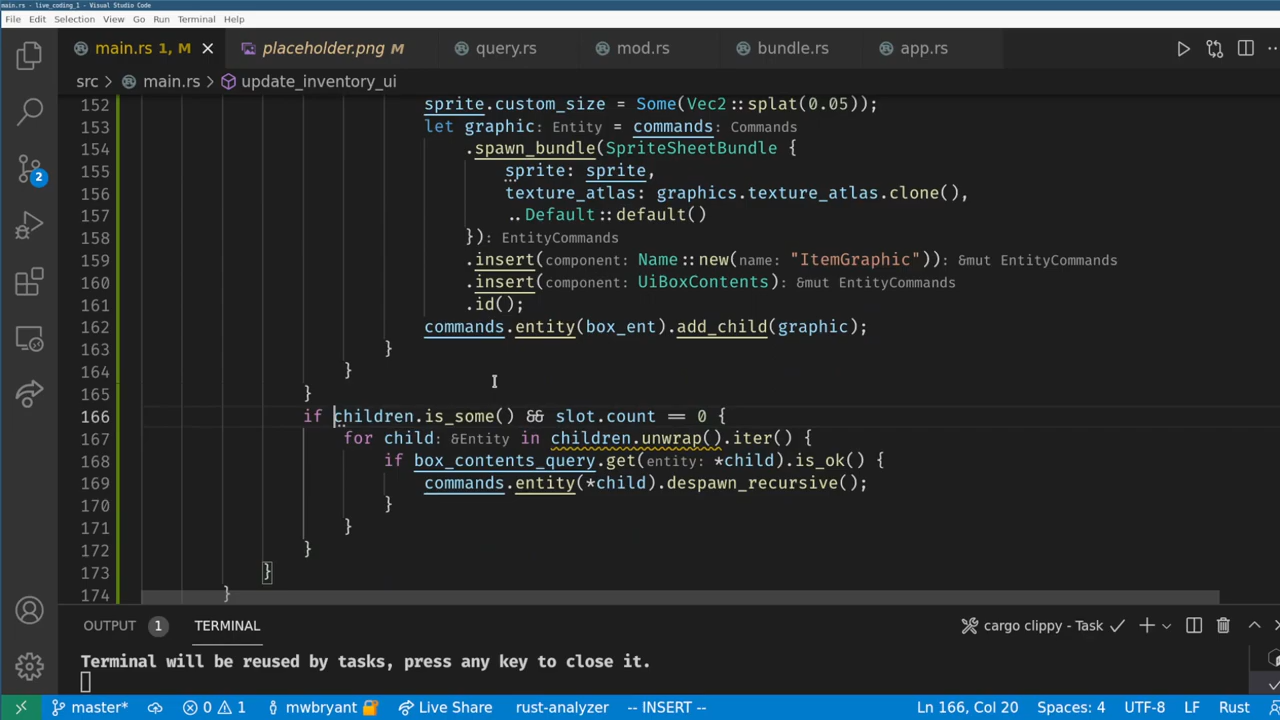 main.rs - live_coding_1 - Visual Studio Code
File Edit Selection View Go Run Terminal Help
main.rs 1, M placeholder.png M query.rs mod.rs bundle.rs app.rs
src > main.rs > update_inventory_ui
152 sprite.custom_size = Some(Vec2::splat(0.05));
153 let graphic: Entity = commands: Commands
154 .spawn_bundle(SpriteSheetBundle {
155 sprite: sprite,
156 texture_atlas: graphics.texture_atlas.clone(),
157 ..Default::default()
158 }): EntityCommands
159 .insert(component: Name::new(name: "ItemGraphic")): &mut EntityCommands
160 .insert(component: UiBoxContents): &mut EntityCommands
161 .id();
162 commands.entity(box_ent).add_child(graphic);
163 }
164 }
165 }
166 if children.is_some() && slot.count == 0 {
167 for child: &Entity in children.unwrap().iter() {
168 if box_contents_query.get(entity: *child).is_ok() {
169 commands.entity(*child).despawn_recursive();
170 }
171 }
172 }
173 }
174 }
2
OUTPUT 1 TERMINAL cargo clippy - Task
Terminal will be reused by tasks, press any key to close it.
master* 0 1 mwbryant Live Share rust-analyzer -- INSERT -- Ln 166, Col 20 Spaces: 4 UTF-8 LF Rust